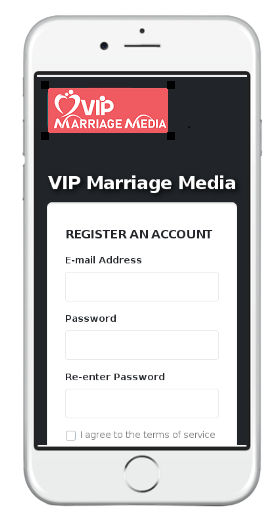 VIP
MARRIAGE MEDIA
VIP Marriage Media
REGISTER AN ACCOUNT
E-mail Address
Password
Re-enter Password
I agree to the terms of service